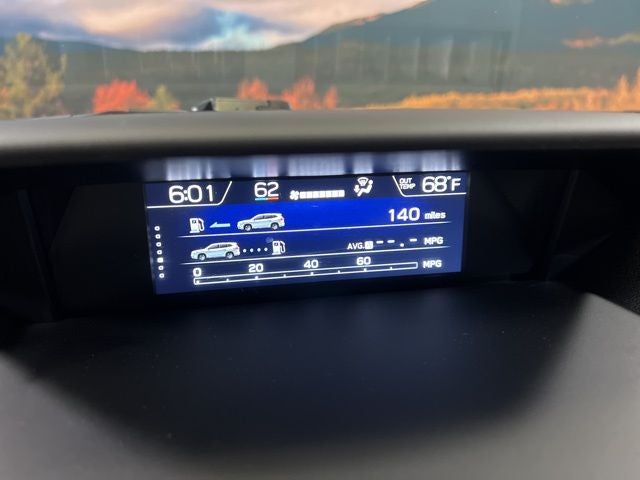 6:01 62 OUT TEMP 68°F
140 miles
AVG. --.- MPG
0 20 40 60 MPG